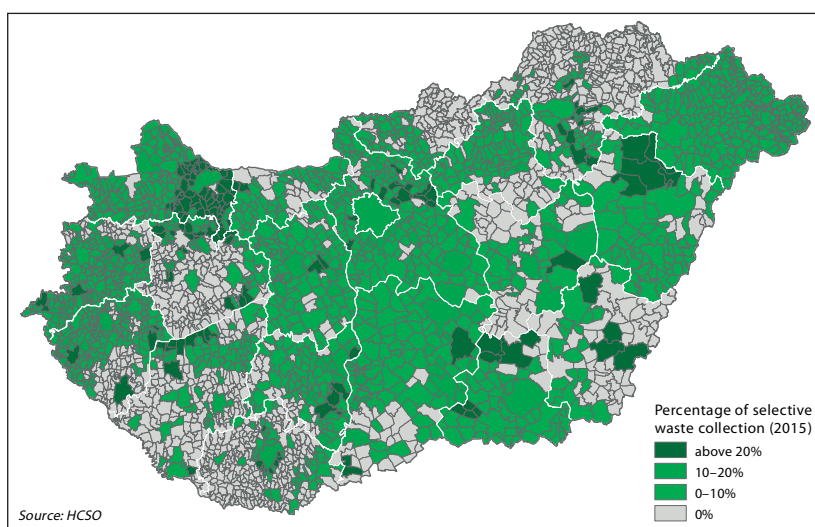 Percentage of selective
waste collection (2015)
above 20%
10–20%
0–10%
0%
Source: HCSO